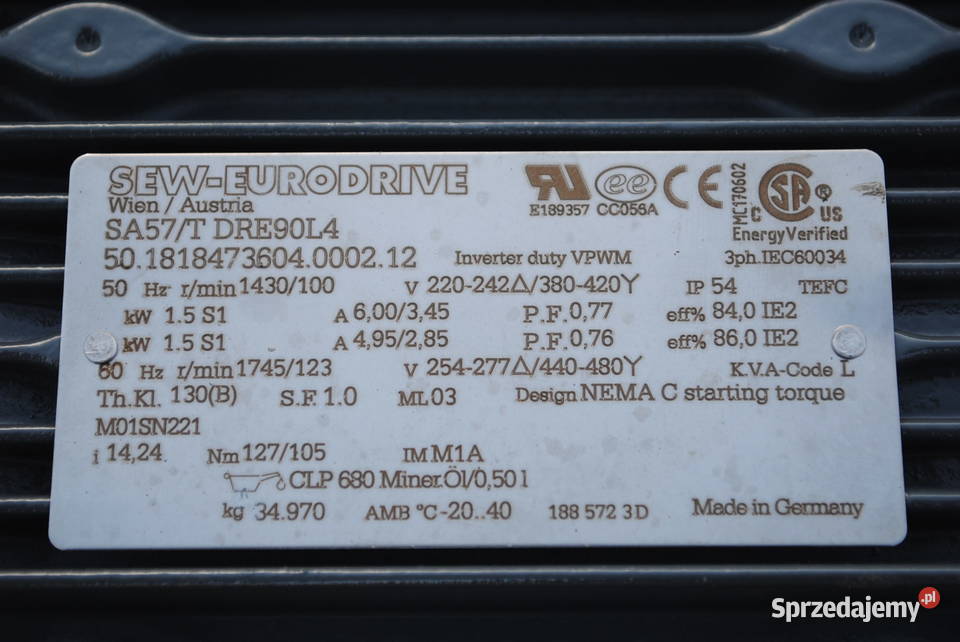 SEW-EURODRIVE
Wien / Austria
E189357 CC056A
MC170602
C US
®
EnergyVerified
SA57/T DRE90L4
50.1818473604.0002.12 Inverter duty VPWM 3ph.IEC60034
50 Hz r/min 1430/100 V 220-242Δ/380-420Y IP 54 TEFC
kW 1.5 S1 A 6,00/3,45 P.F. 0,77 eff% 84,0 IE2
kW 1.5 S1 A 4,95/2,85 P.F. 0,76 eff% 86,0 IE2
60 Hz r/min 1745/123 V 254-277Δ/440-480Y K.V.A-Code L
Th.Kl. 130(B) S.F. 1.0 ML 03 Design NEMA C starting torque
M01SN221
i 14,24 Nm 127/105 IM M1A
CLP 680 Miner.Öl/0,50 l
kg 34.970 AMB °C -20..40 188 572 3 D Made in Germany
Sprzedajemy.pl